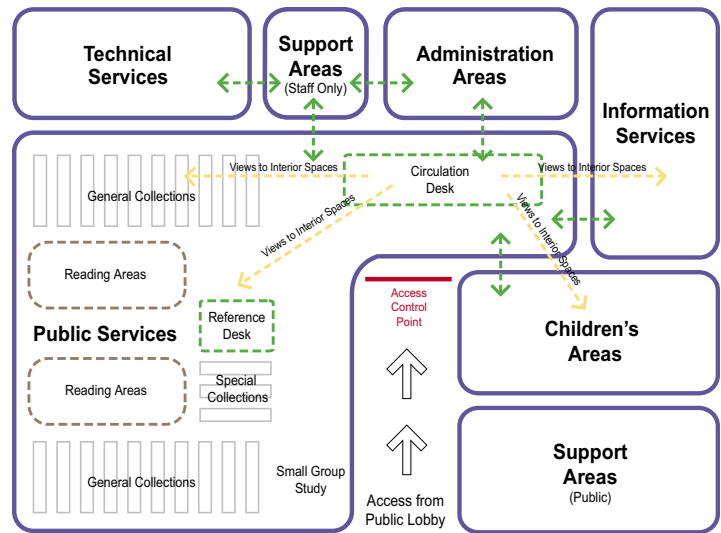 Technical
Services
Support
Areas
(Staff Only)
Administration
Areas
Information
Services
Views to Interior Spaces
Circulation
Desk
Views to Interior Spaces
General Collections
Views to Interior Spaces
Views to Interior Spaces
Reading Areas
Public Services
Reference
Desk
Access
Control
Point
Children's
Areas
Reading Areas
Special
Collections
General Collections
Small Group
Study
Access from
Public Lobby
Support
Areas
(Public)